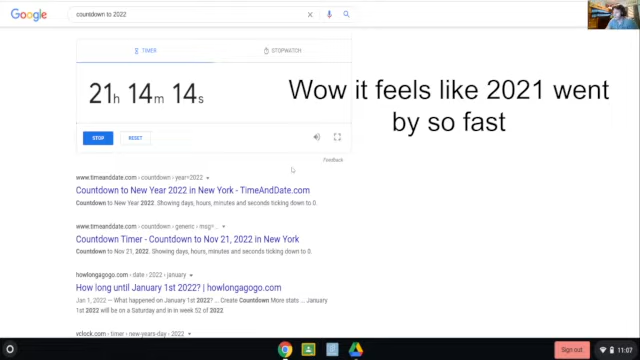 Google
countdown to 2022
TIMER
STOPWATCH
21h 14m 14s
STOP
RESET
Feedback
Wow it feels like 2021 went
by so fast
www.timeanddate.com › countdown › year=2022
Countdown to New Year 2022 in New York - TimeAndDate.com
Countdown to New Year 2022. Showing days, hours, minutes and seconds ticking down to 0
www.timeanddate.com › countdown › generic › msg=
Countdown Timer - Countdown to Nov 21, 2022 in New York
Countdown to Nov 21, 2022. Showing days, hours, minutes and seconds ticking down to 0.
howlongagogo.com › date › 2022 › january
How long until January 1st 2022? | howlongagogo.com
Jan 1, 2022 — What happened on January 1st 2022? ... Create Countdown More stats... January
1st 2022 will be on a Saturday and in in week 52 of 2022
vclock.com › timer › new-years-day › 2022
Sign out
11:07